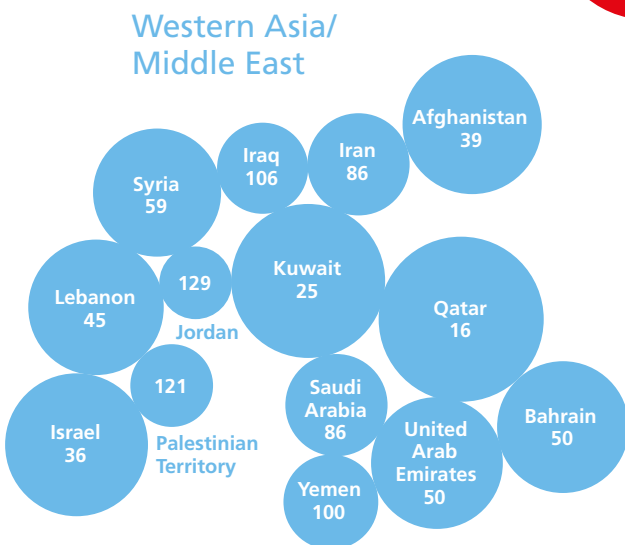 Western Asia/
Middle East
Afghanistan
39
Iraq
106
Iran
86
Syria
59
Kuwait
25
129
Jordan
Lebanon
45
Qatar
16
121
Palestinian
Territory
Saudi
Arabia
86
Israel
36
United
Arab
Emirates
50
Bahrain
50
Yemen
100